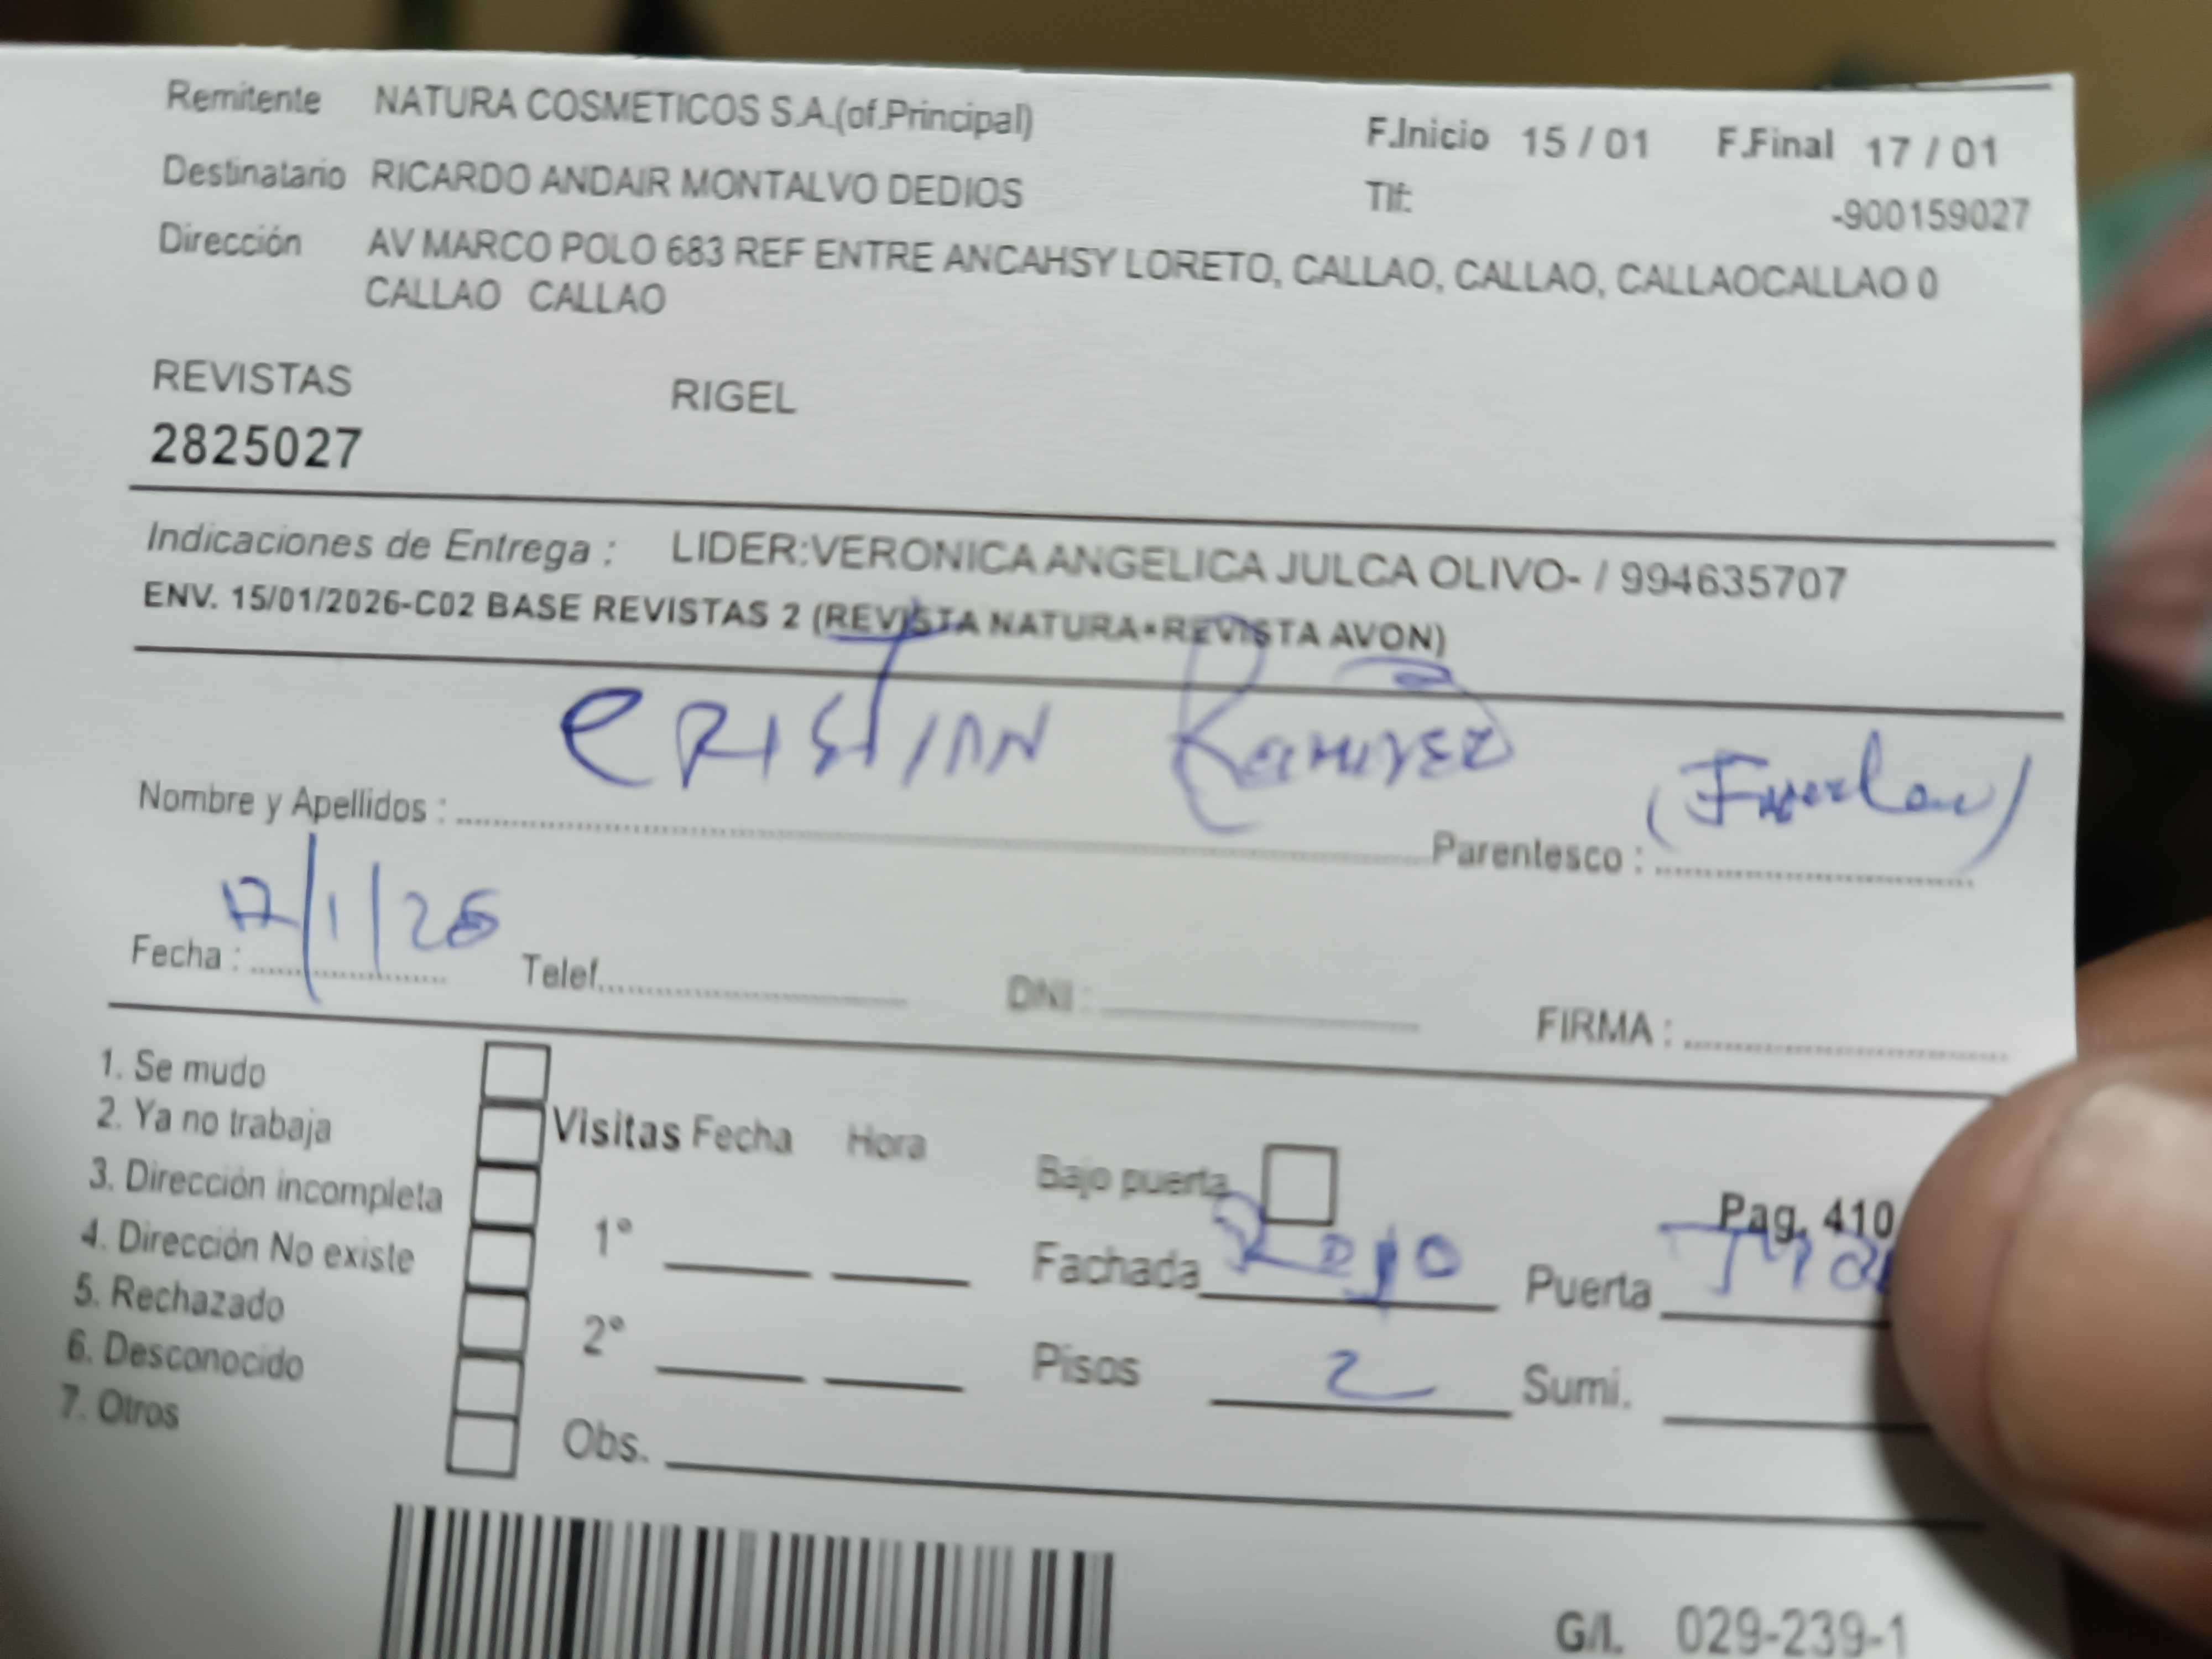 Remitente NATURA COSMETICOS S.A.(of.Principal) F.Inicio 15 / 01 F.Final 17 / 01
Destinatario RICARDO ANDAIR MONTALVO DEDIOS Tlf: -900159027
Dirección AV MARCO POLO 683 REF ENTRE ANCAHSY LORETO, CALLAO, CALLAO, CALLAOCALLAO 0
CALLAO CALLAO
REVISTAS RIGEL
2825027
Indicaciones de Entrega : LIDER:VERONICA ANGELICA JULCA OLIVO- / 994635707
ENV. 15/01/2026-C02 BASE REVISTAS 2 (REVISTA NATURA+REVISTA AVON)
Nombre y Apellidos : CRISTIAN Ramirez Parentesco :
Fecha : 17/1/26 Telef. DNI : FIRMA :
1. Se mudo
2. Ya no trabaja Visitas Fecha Hora
3. Dirección incompleta Bajo puerta Pag. 410
4. Dirección No existe 1° Fachada Rojo Puerta
5. Rechazado
6. Desconocido 2° Pisos 2 Sumi.
7. Otros Obs.
G/I. 029-239-1